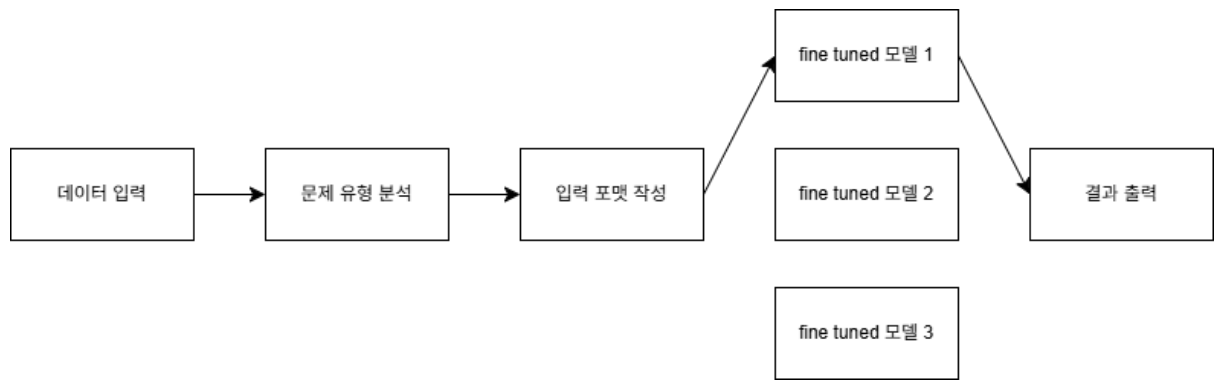 데이터 입력
문제 유형 분석
입력 포맷 작성
fine tuned 모델 1
fine tuned 모델 2
fine tuned 모델 3
결과 출력